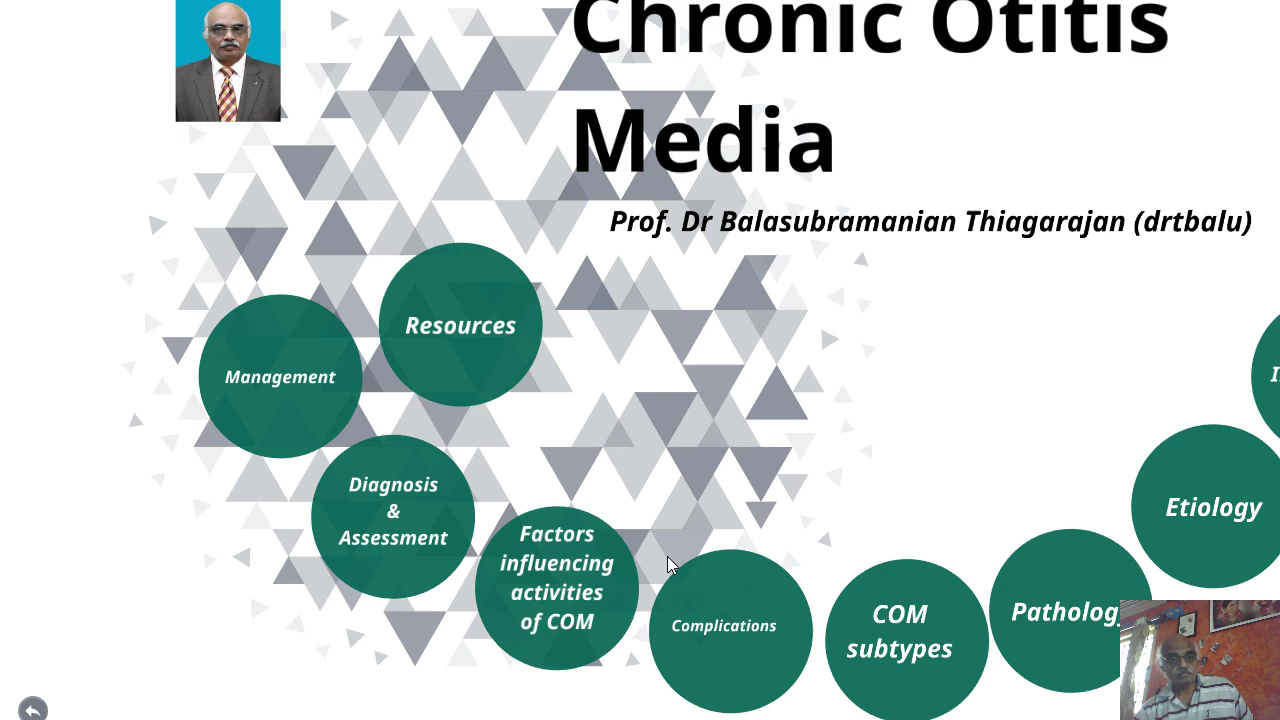 Chronic Otitis
Media
Prof. Dr Balasubramanian Thiagarajan (drtbalu)
Resources
Management
Diagnosis
&
Assessment
Factors
influencing
activities
of COM
Complications
COM
subtypes
Etiology